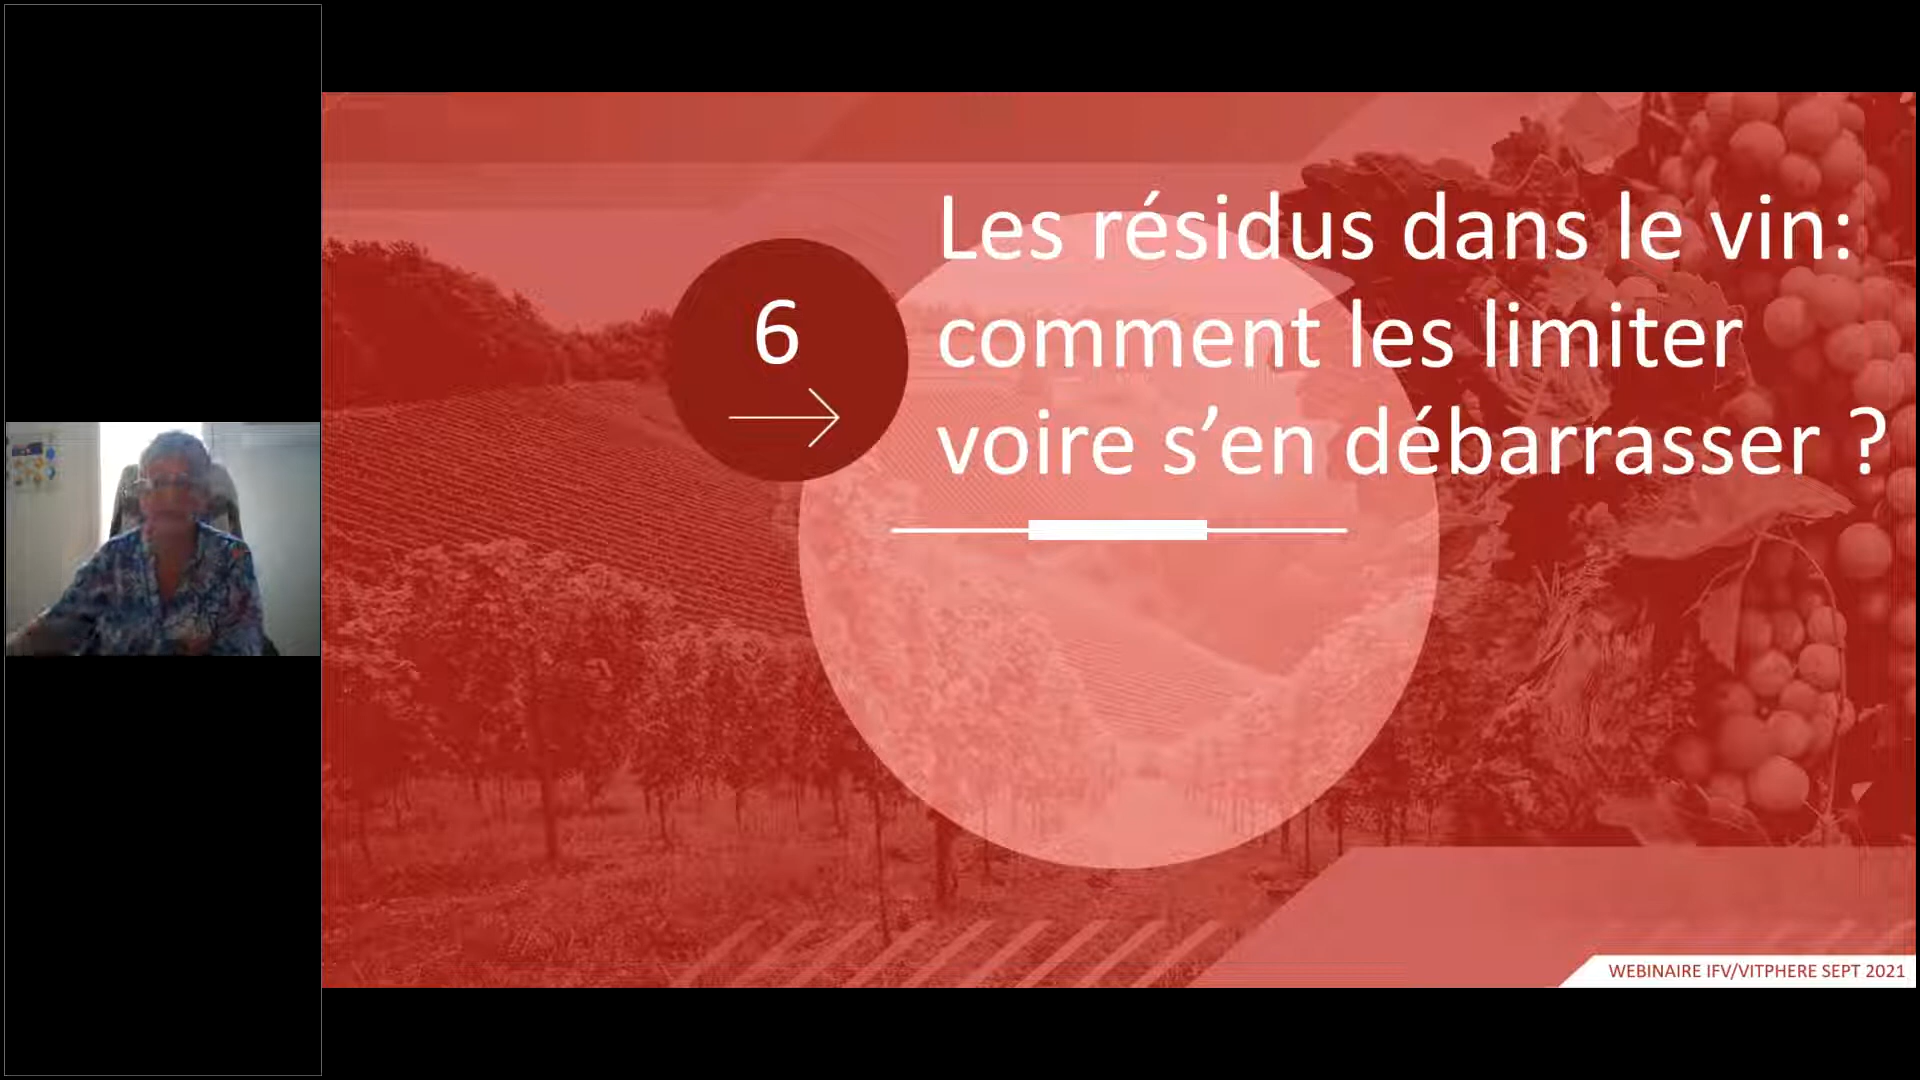 6
Les résidus dans le vin:
comment les limiter
voire s’en débarrasser ?
WEBINAIRE IFV/VITPHERE SEPT 2021